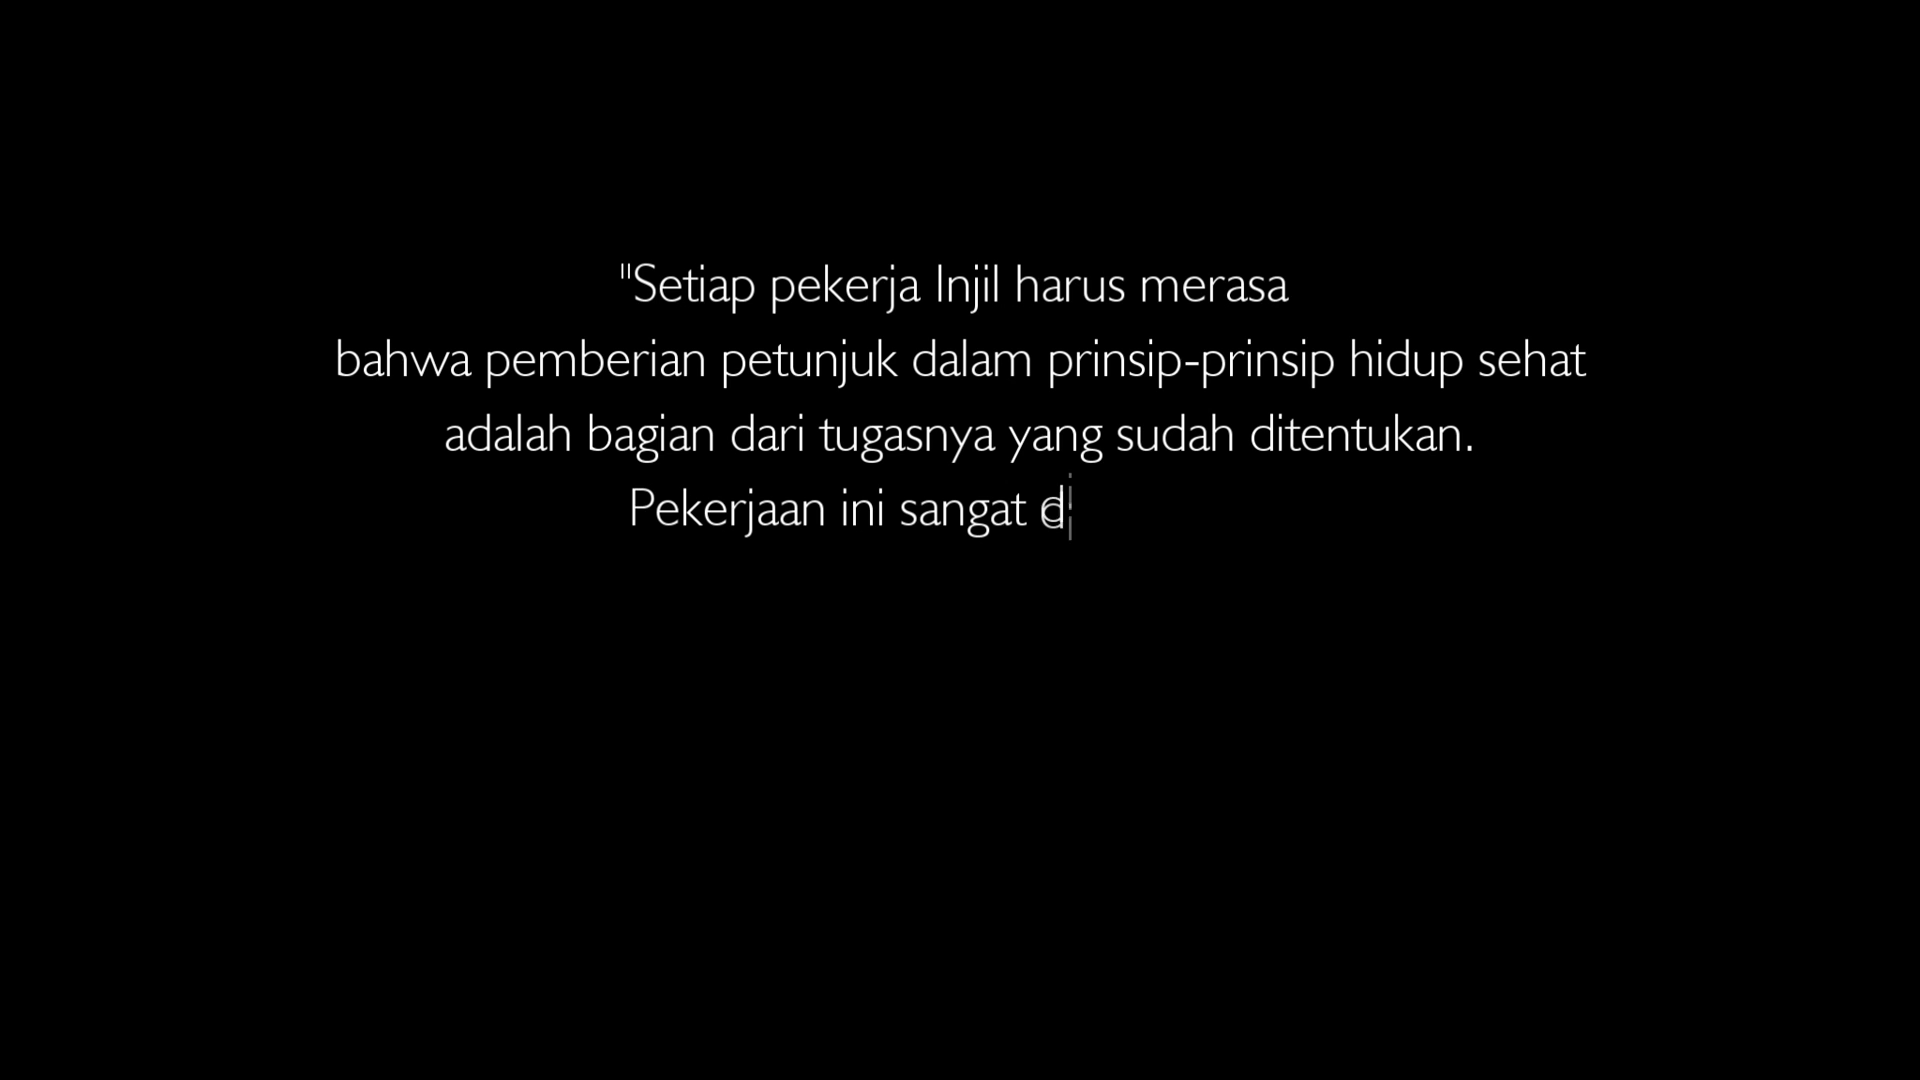 "Setiap pekerja Injil harus merasa
bahwa pemberian petunjuk dalam prinsip-prinsip hidup sehat
adalah bagian dari tugasnya yang sudah ditentukan.
Pekerjaan ini sangat